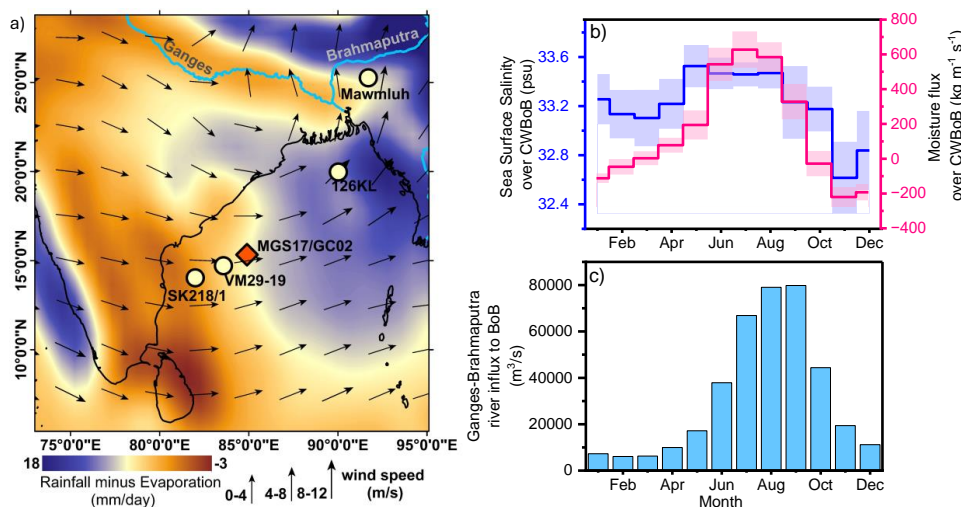 a)
Ganges
Brahmaputra
Mawmluh
126KL
MGS17/GC02
VM29-19
SK218/1
25°0'0"N
20°0'0"N
15°0'0"N
10°0'0"N
75°0'0"E 80°0'0"E 85°0'0"E 90°0'0"E 95°0'0"E
18 -3
Rainfall minus Evaporation
(mm/day)
0-4 4-8 8-12 wind speed
(m/s)
b)
Sea Surface Salinity
over CWBoB (psu)
33.6
33.2
32.8
32.4
800
600
400
200
0
−200
−400
Moisture flux
over CWBoB (kg m⁻¹ s⁻¹)
Feb Apr Jun Aug Oct Dec
c)
Ganges-Brahmaputra
river influx to BoB
(m³/s)
80000
60000
40000
20000
0
Feb Apr Jun Aug Oct Dec
Month